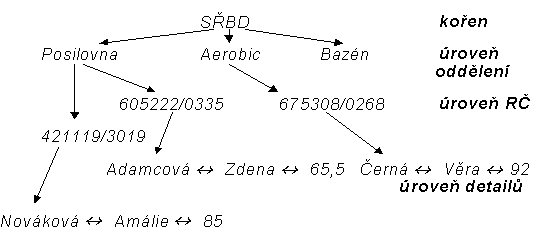 SŘBD kořen
Posilovna Aerobic Bazén úroveň
oddělení
605222/0335 675308/0268 úroveň RČ
421119/3019
Adamcová ↔ Zdena ↔ 65,5 Černá ↔ Věra ↔ 92
úroveň detailů
Nováková ↔ Amálie ↔ 85